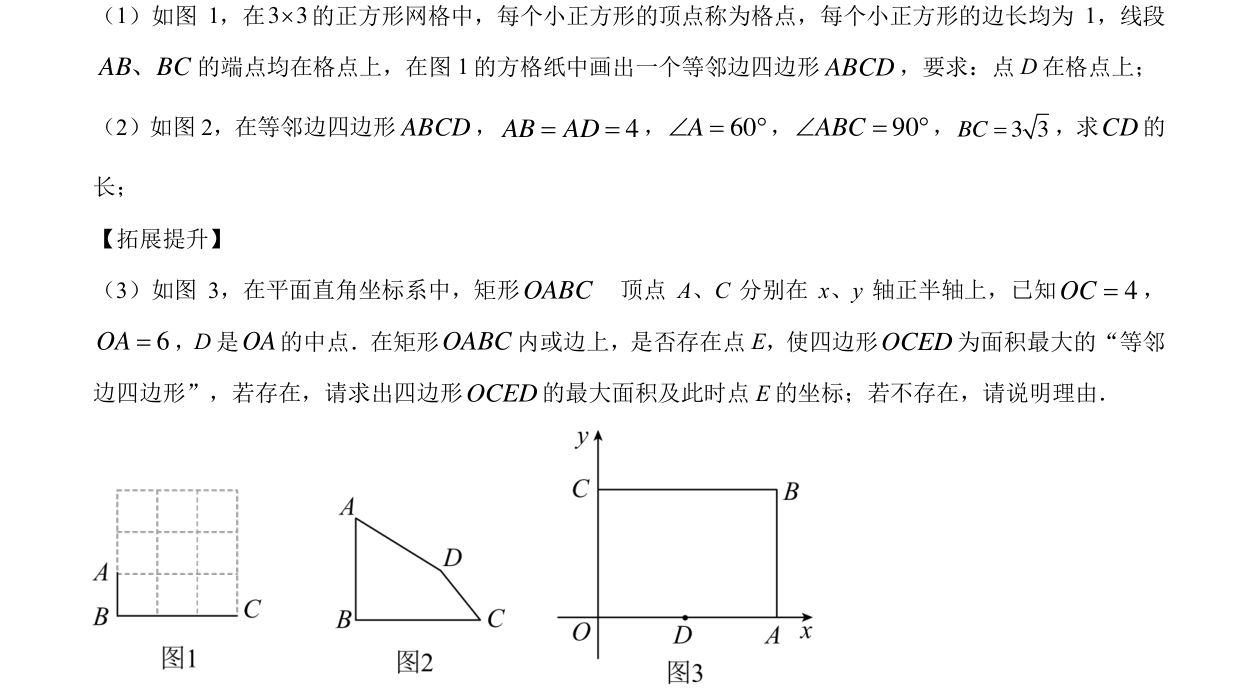 （1）如图 1，在3×3的正方形网格中，每个小正方形的顶点称为格点，每个小正方形的边长均为 1，线段
AB、BC 的端点均在格点上，在图 1 的方格纸中画出一个等邻边四边形 ABCD，要求：点 D 在格点上；
（2）如图 2，在等邻边四边形 ABCD，AB = AD = 4，∠A = 60°，∠ABC = 90°，BC = 3√3，求CD的
长；
【拓展提升】
（3）如图 3，在平面直角坐标系中，矩形OABC 顶点 A、C 分别在 x、y 轴正半轴上，已知OC = 4，
OA = 6，D 是OA的中点．在矩形OABC内或边上，是否存在点 E，使四边形OCED为面积最大的“等邻
边四边形”，若存在，请求出四边形OCED的最大面积及此时点 E 的坐标；若不存在，请说明理由．
A
B
C
图1
A
D
B
C
图2
y
C
B
O
D
A
x
图3